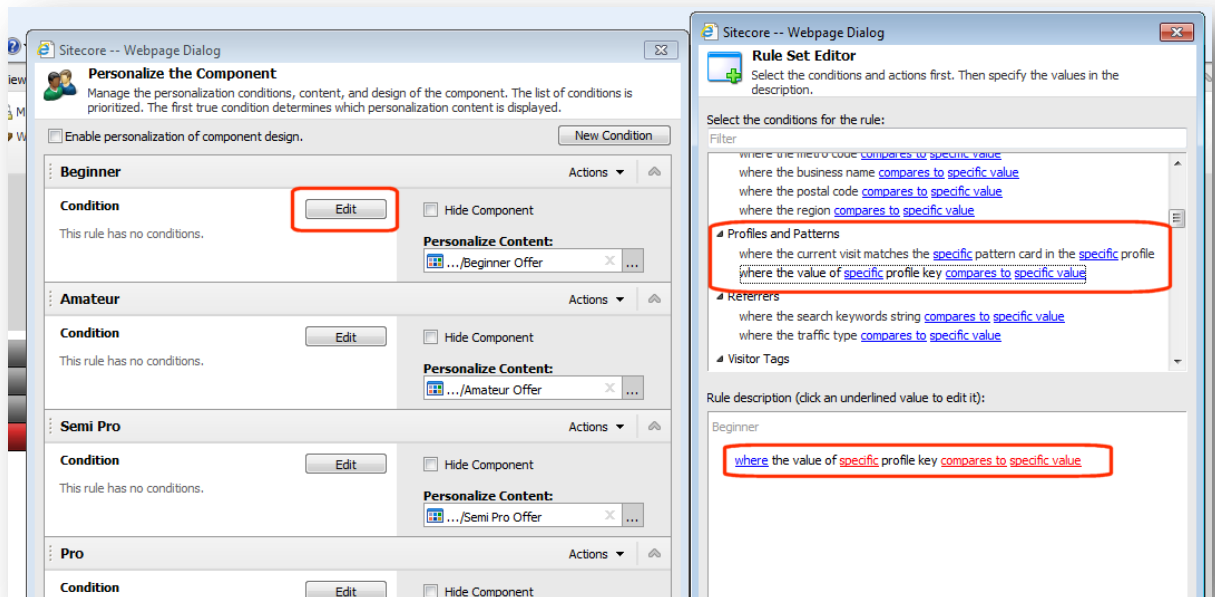 iew
M
W
Sitecore -- Webpage Dialog
Personalize the Component
Manage the personalization conditions, content, and design of the component. The list of conditions is
prioritized. The first true condition determines which personalization content is displayed.
Enable personalization of component design.
New Condition
Beginner
Actions
Condition
Edit
Hide Component
This rule has no conditions.
Personalize Content:
.../Beginner Offer
...
Amateur
Actions
Condition
Edit
Hide Component
This rule has no conditions.
Personalize Content:
.../Amateur Offer
...
Semi Pro
Actions
Condition
Edit
Hide Component
This rule has no conditions.
Personalize Content:
.../Semi Pro Offer
...
Pro
Actions
Condition
Edit
Hide Component
Sitecore -- Webpage Dialog
Rule Set Editor
Select the conditions and actions first. Then specify the values in the
description.
Select the conditions for the rule:
Filter
where the metro code compares to specific value
where the business name compares to specific value
where the postal code compares to specific value
where the region compares to specific value
Profiles and Patterns
where the current visit matches the specific pattern card in the specific profile
where the value of specific profile key compares to specific value
Referrers
where the search keywords string compares to specific value
where the traffic type compares to specific value
Visitor Tags
Rule description (click an underlined value to edit it):
Beginner
where the value of specific profile key compares to specific value